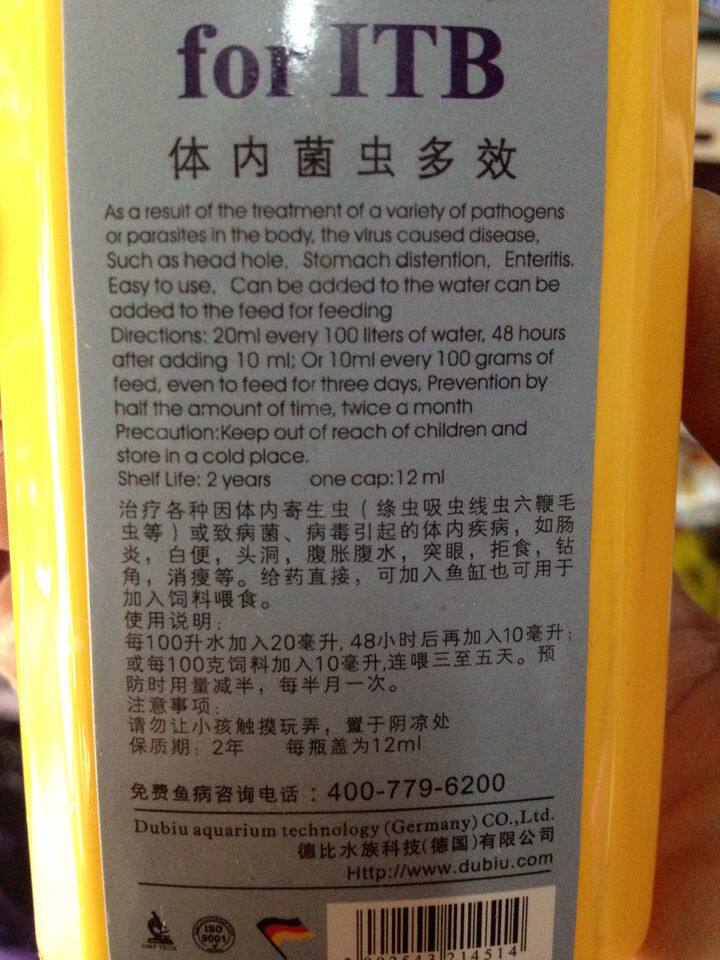 for ITB
体内菌虫多效
As a result of the treatment of a variety of pathogens
or parasites in the body, the virus caused disease,
Such as head hole, Stomach distention, Enteritis.
Easy to use, Can be added to the water can be
added to the feed for feeding
Directions: 20ml every 100 liters of water, 48 hours
after adding 10 ml; Or 10ml every 100 grams of
feed, even to feed for three days, Prevention by
half the amount of time, twice a month
Precaution:Keep out of reach of children and
store in a cold place.
Shelf Life: 2 years one cap:12 ml
治疗各种因体内寄生虫（绦虫吸虫线虫六鞭毛
虫等）或致病菌、病毒引起的体内疾病，如肠
炎，白便，头洞，腹胀腹水，突眼，拒食，钻
角，消瘦等。给药直接，可加入鱼缸也可用于
加入饲料喂食。
使用说明：
每100升水加入20毫升, 48小时后再加入10毫升；
或每100克饲料加入10毫升,连喂三至五天。预
防时用量减半，每半月一次。
注意事项：
请勿让小孩触摸玩弄，置于阴凉处
保质期：2年 每瓶盖为12ml
免费鱼病咨询电话：400-779-6200
Dubiu aquarium technology (Germany) CO.,Ltd.
德比水族科技(德国)有限公司
Http://www.dubiu.com
GMP TECH
ISO
9001
214514